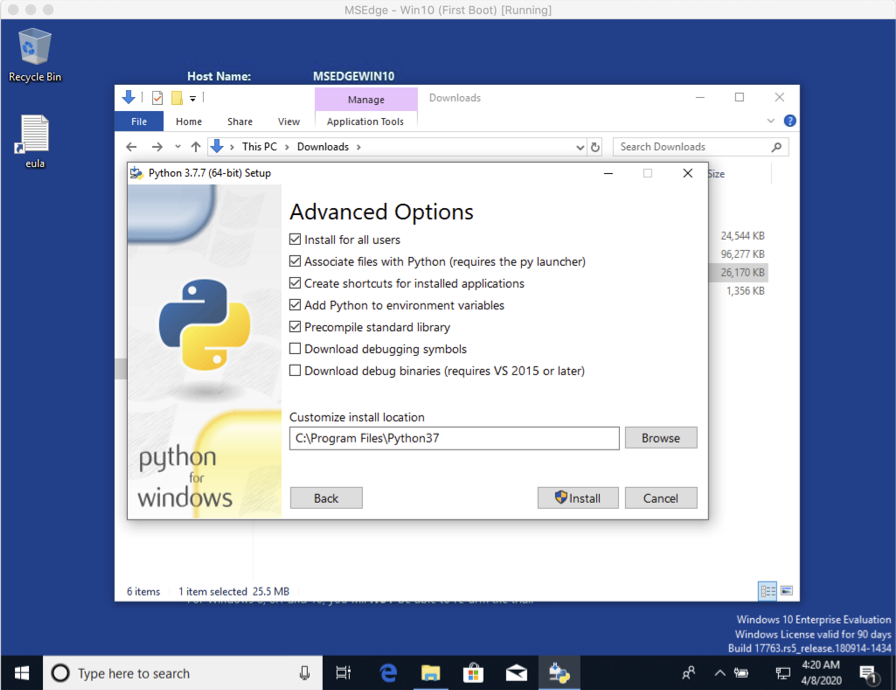 MSEdge - Win10 (First Boot) [Running]
Recycle Bin
eula
Host Name: MSEDGEWIN10
Manage Downloads
File Home Share View Application Tools
This PC Downloads Search Downloads
Size
24,544 KB
96,277 KB
26,170 KB
1,356 KB
Python 3.7.7 (64-bit) Setup
Advanced Options
Install for all users
Associate files with Python (requires the py launcher)
Create shortcuts for installed applications
Add Python to environment variables
Precompile standard library
Download debugging symbols
Download debug binaries (requires VS 2015 or later)
Customize install location
C:\Program Files\Python37
Browse
python
for
windows
Back Install Cancel
6 items 1 item selected 25.5 MB
Windows 10 Enterprise Evaluation
Windows License valid for 90 days
Build 17763.rs5_release.180914-1434
Type here to search
4:20 AM
4/8/2020
1